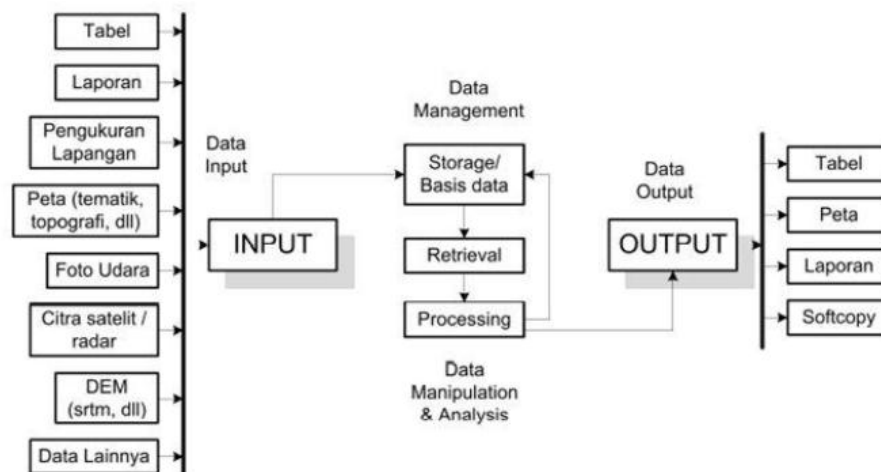 Tabel
Laporan
Pengukuran
Lapangan
Peta (tematik,
topografi, dll)
Foto Udara
Citra satelit /
radar
DEM
(srtm, dll)
Data Lainnya
Data
Input
INPUT
Data
Management
Storage/
Basis data
Retrieval
Processing
Data
Manipulation
& Analysis
Data
Output
OUTPUT
Tabel
Peta
Laporan
Softcopy